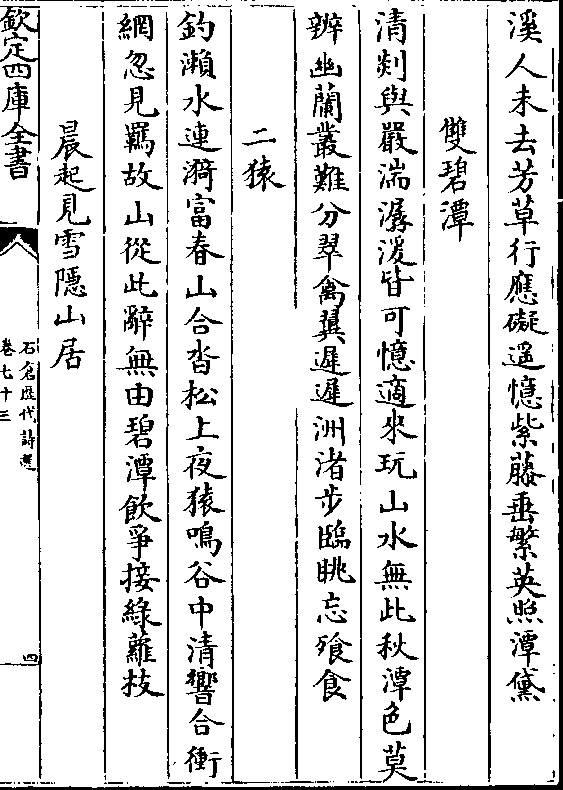 溪人未去芳草行應礙遥憶紫藤垂繁英照潭黛
雙碧潭
清剡與嚴湍潺湲皆可憶適來玩山水無此秋潭色莫
辨幽蘭叢難分翠禽翼遲遲洲渚步臨眺忘飱食
二猿
釣瀨水連漪富春山合沓松上夜猿鳴谷中清響合衝
網忽見羈故山從此辭無由碧潭飲爭接綠蘿枝
晨起見雪隱山居
欽定四庫全書
石倉歷代詩選
卷七十三
四